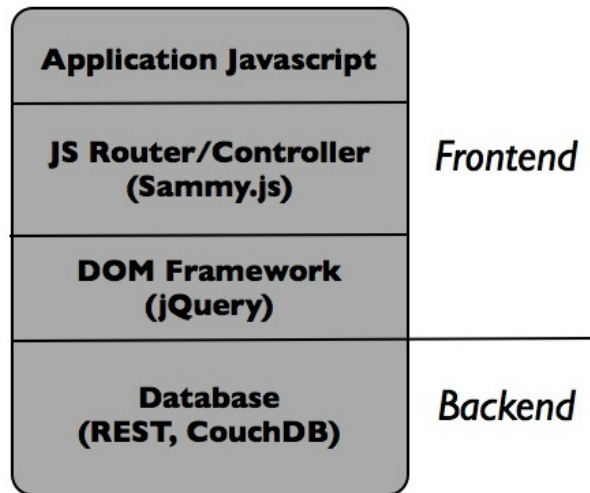 Application Javascript
JS Router/Controller
(Sammy.js)
Frontend
DOM Framework
(jQuery)
Database
(REST, CouchDB)
Backend